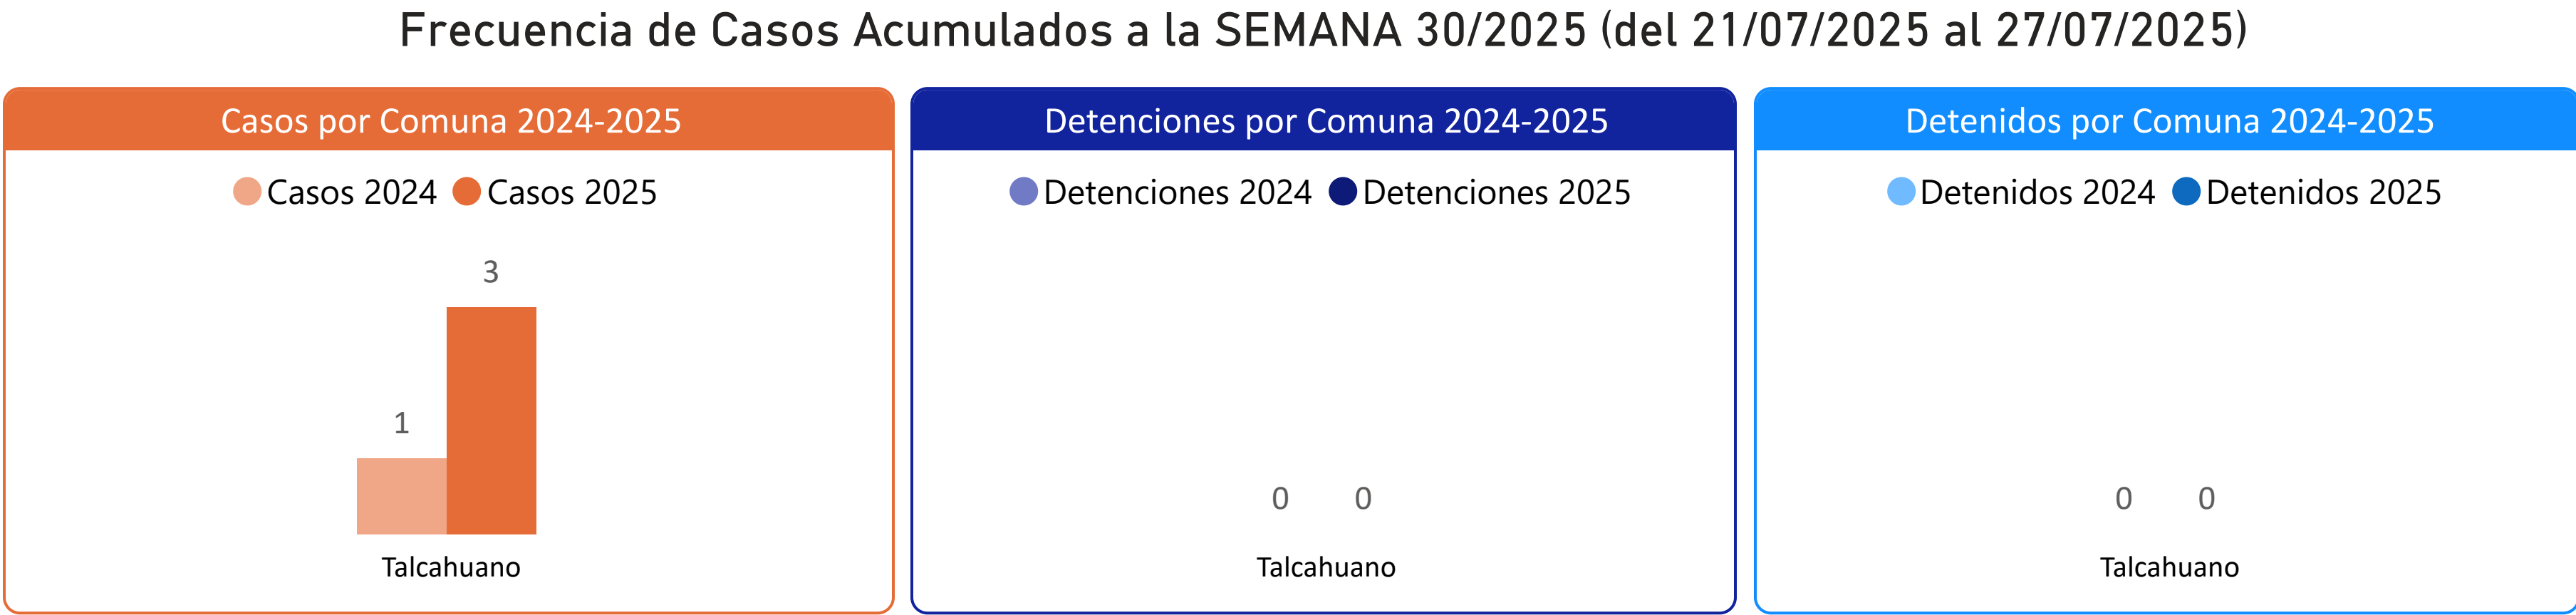 Frecuencia de Casos Acumulados a la SEMANA 30/2025 (del 21/07/2025 al 27/07/2025)
Casos por Comuna 2024-2025
Casos 2024 Casos 2025
3
1
Talcahuano
Detenciones por Comuna 2024-2025
Detenciones 2024 Detenciones 2025
0 0
Talcahuano
Detenidos por Comuna 2024-2025
Detenidos 2024 Detenidos 2025
0 0
Talcahuano